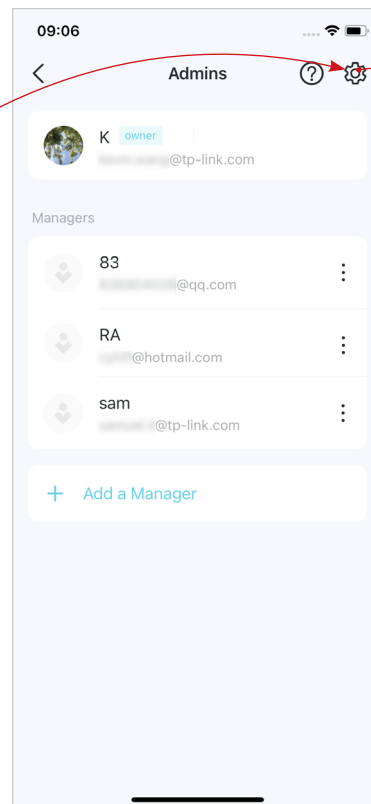 09:06
Admins
K owner
@tp-link.com
Managers
83
@qq.com
RA
@hotmail.com
sam
@tp-link.com
+ Add a Manager